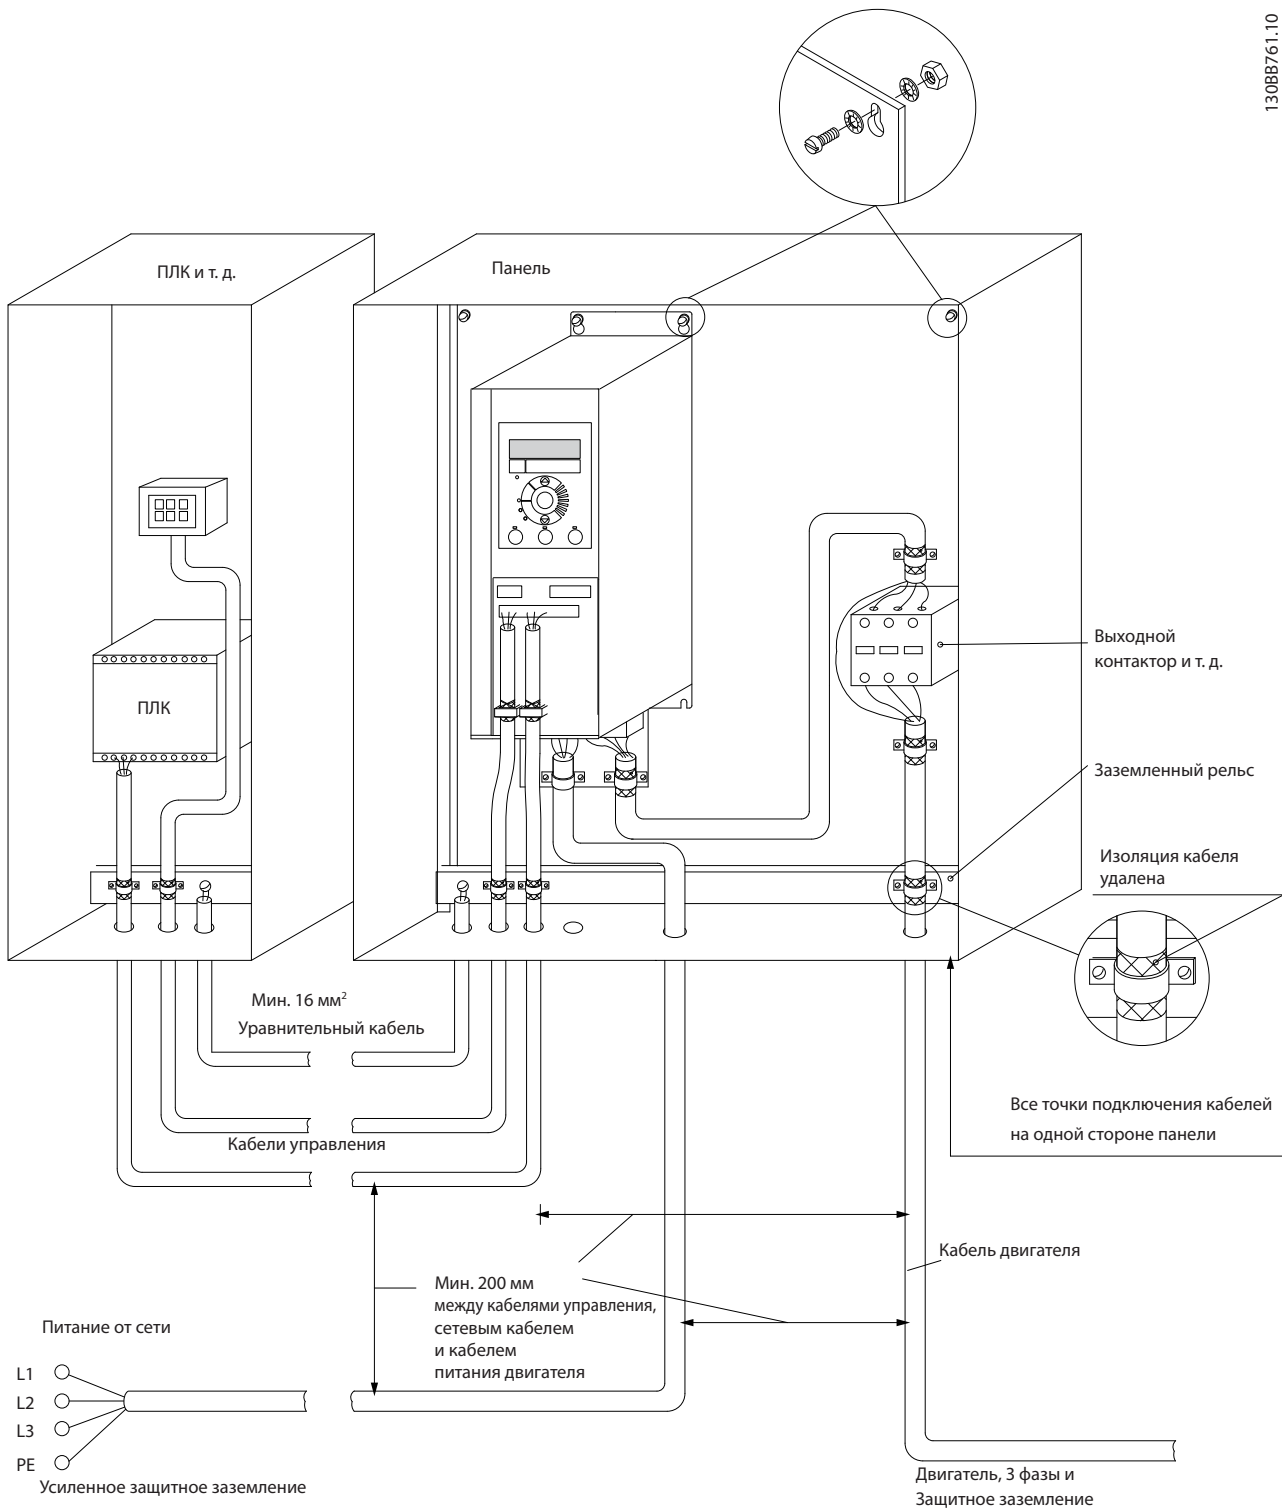 130BB761.10
ПЛК и т. д.
Панель
ПЛК
Выходной
контактор и т. д.
Заземленный рельс
Изоляция кабеля
удалена
Мин. 16 мм²
Уравнительный кабель
Все точки подключения кабелей
на одной стороне панели
Кабели управления
Кабель двигателя
Мин. 200 мм
между кабелями управления,
сетевым кабелем
и кабелем
питания двигателя
Питание от сети
L1
L2
L3
PE
Усиленное защитное заземление
Двигатель, 3 фазы и
Защитное заземление